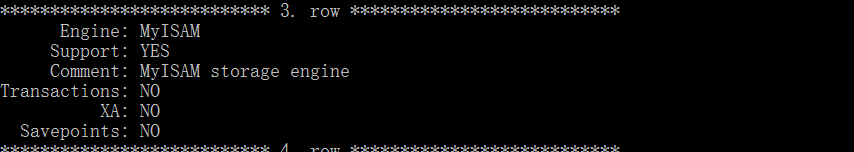 *************************** 3. row ***************************
      Engine: MyISAM
     Support: YES
     Comment: MyISAM storage engine
Transactions: NO
          XA: NO
  Savepoints: NO
*************************** 4. row ***************************